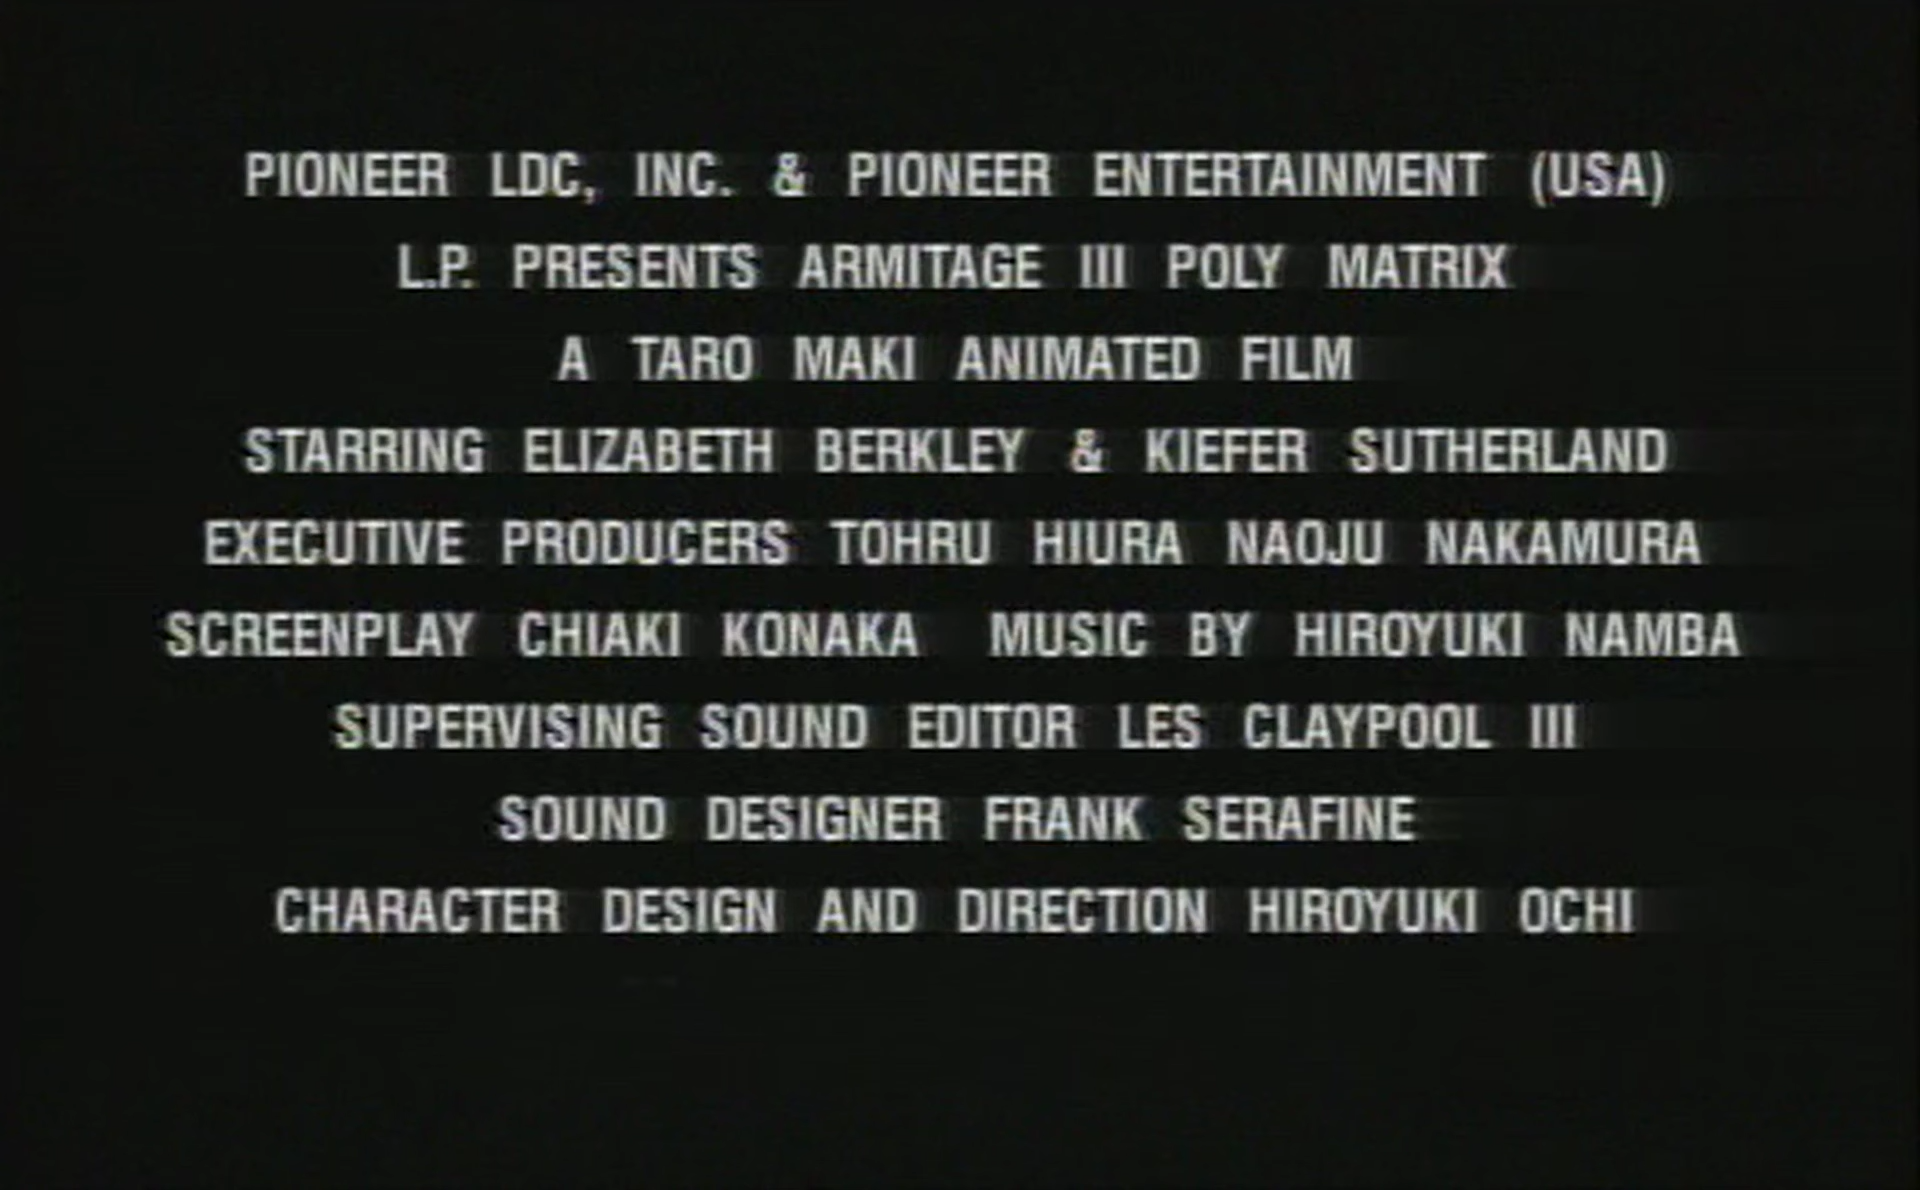 PIONEER LDC, INC. & PIONEER ENTERTAINMENT (USA)
L.P. PRESENTS ARMITAGE III POLY MATRIX
A TARO MAKI ANIMATED FILM
STARRING ELIZABETH BERKLEY & KIEFER SUTHERLAND
EXECUTIVE PRODUCERS TOHRU HIURA NAOJU NAKAMURA
SCREENPLAY CHIAKI KONAKA MUSIC BY HIROYUKI NAMBA
SUPERVISING SOUND EDITOR LES CLAYPOOL III
SOUND DESIGNER FRANK SERAFINE
CHARACTER DESIGN AND DIRECTION HIROYUKI OCHI